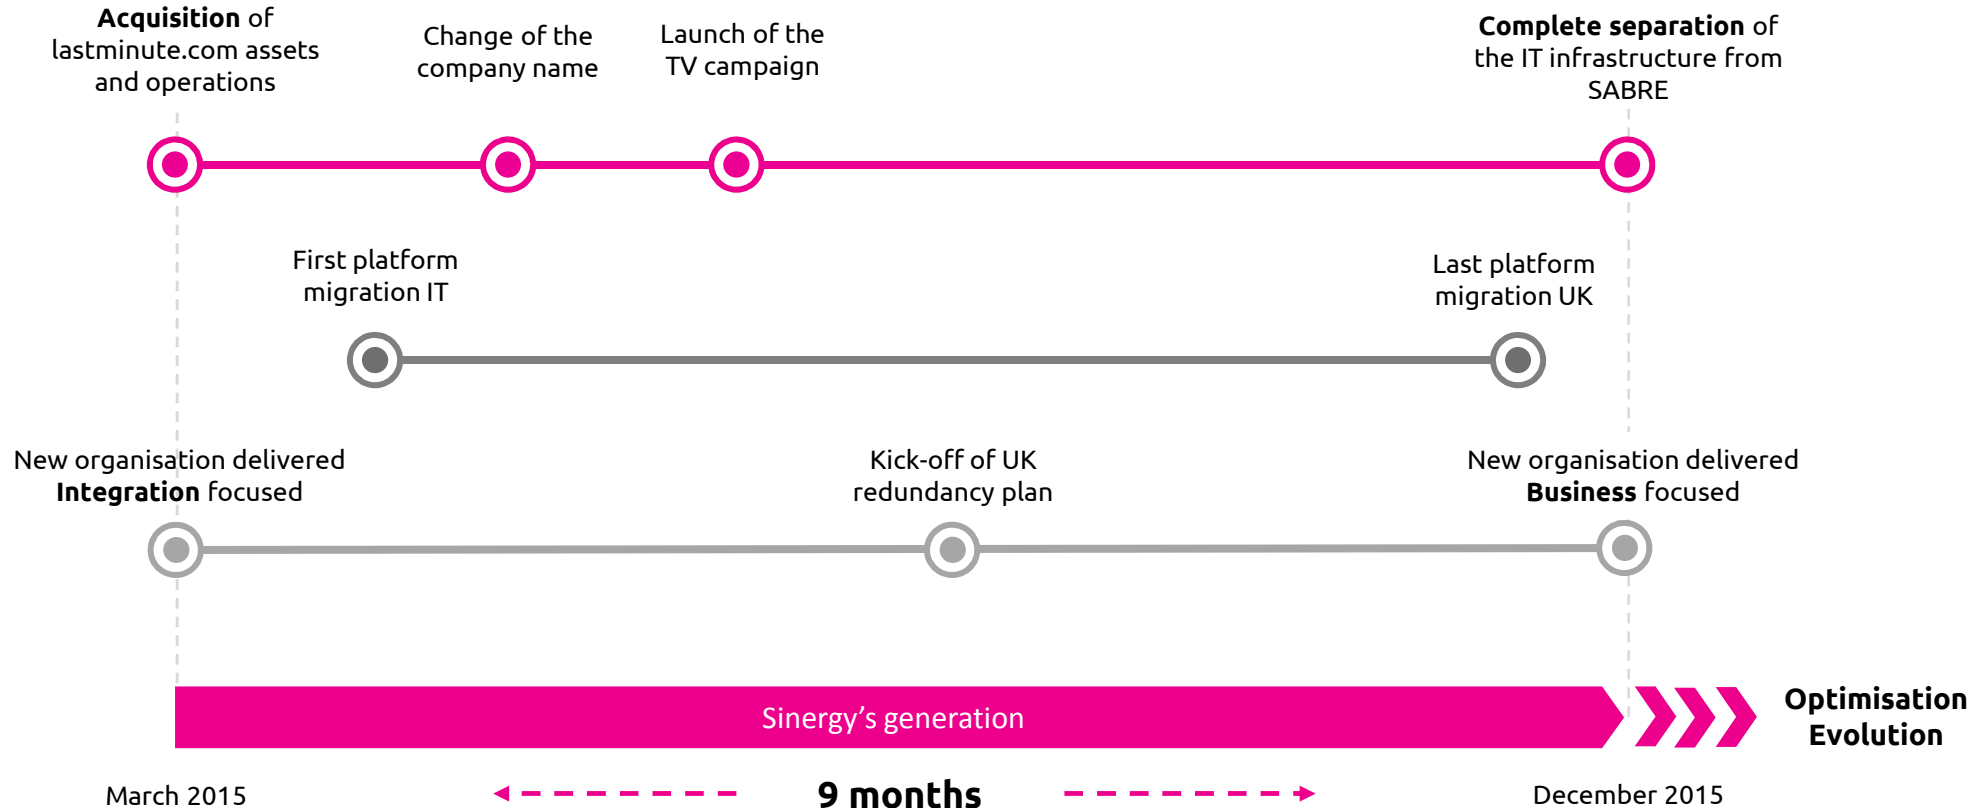 Acquisition of
lastminute.com assets
and operations
Change of the
company name
Launch of the
TV campaign
Complete separation of
the IT infrastructure from
SABRE
First platform
migration IT
Last platform
migration UK
New organisation delivered
Integration focused
Kick-off of UK
redundancy plan
New organisation delivered
Business focused
Sinergy’s generation
Optimisation
Evolution
March 2015
9 months
December 2015